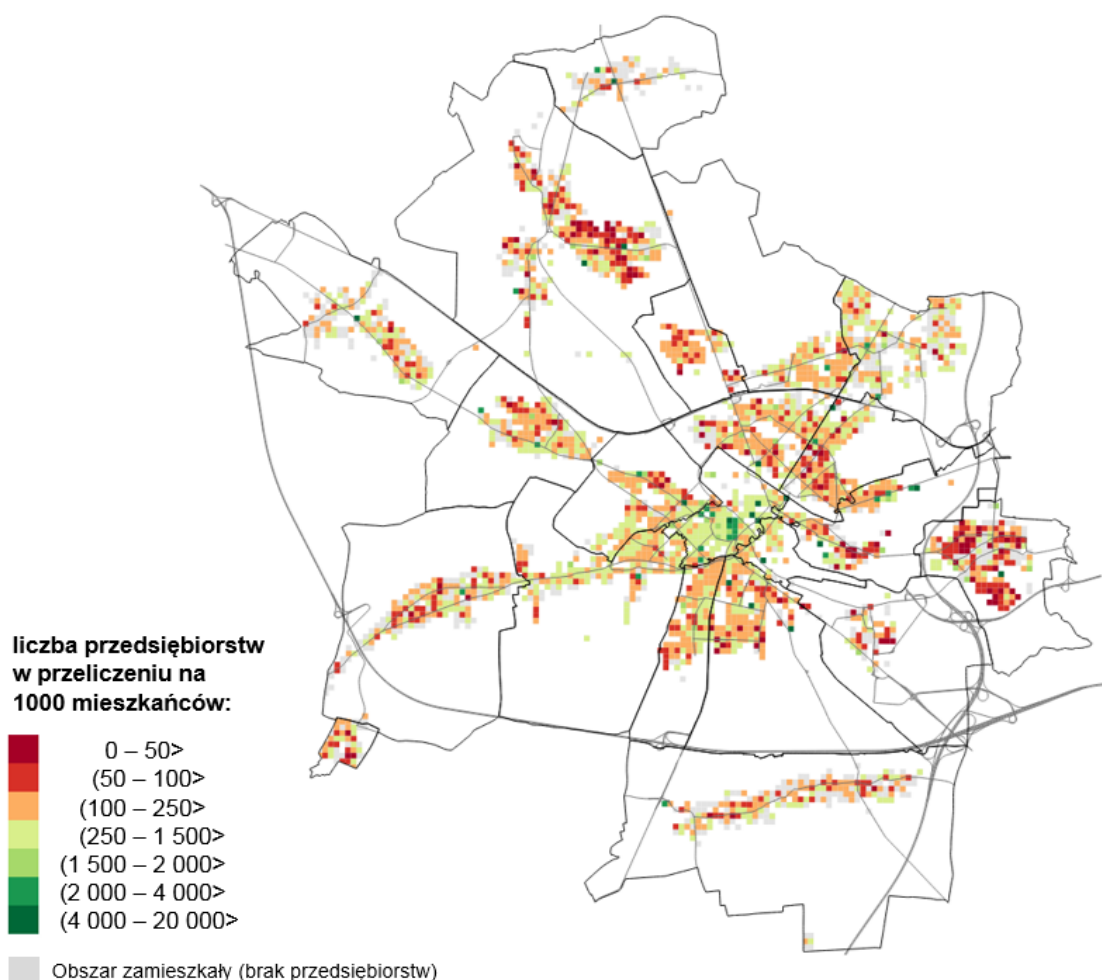 liczba przedsiębiorstw
w przeliczeniu na
1000 mieszkańców:
0 – 50>
(50 – 100>
(100 – 250>
(250 – 1 500>
(1 500 – 2 000>
(2 000 – 4 000>
(4 000 – 20 000>
Obszar zamieszkały (brak przedsiębiorstw)